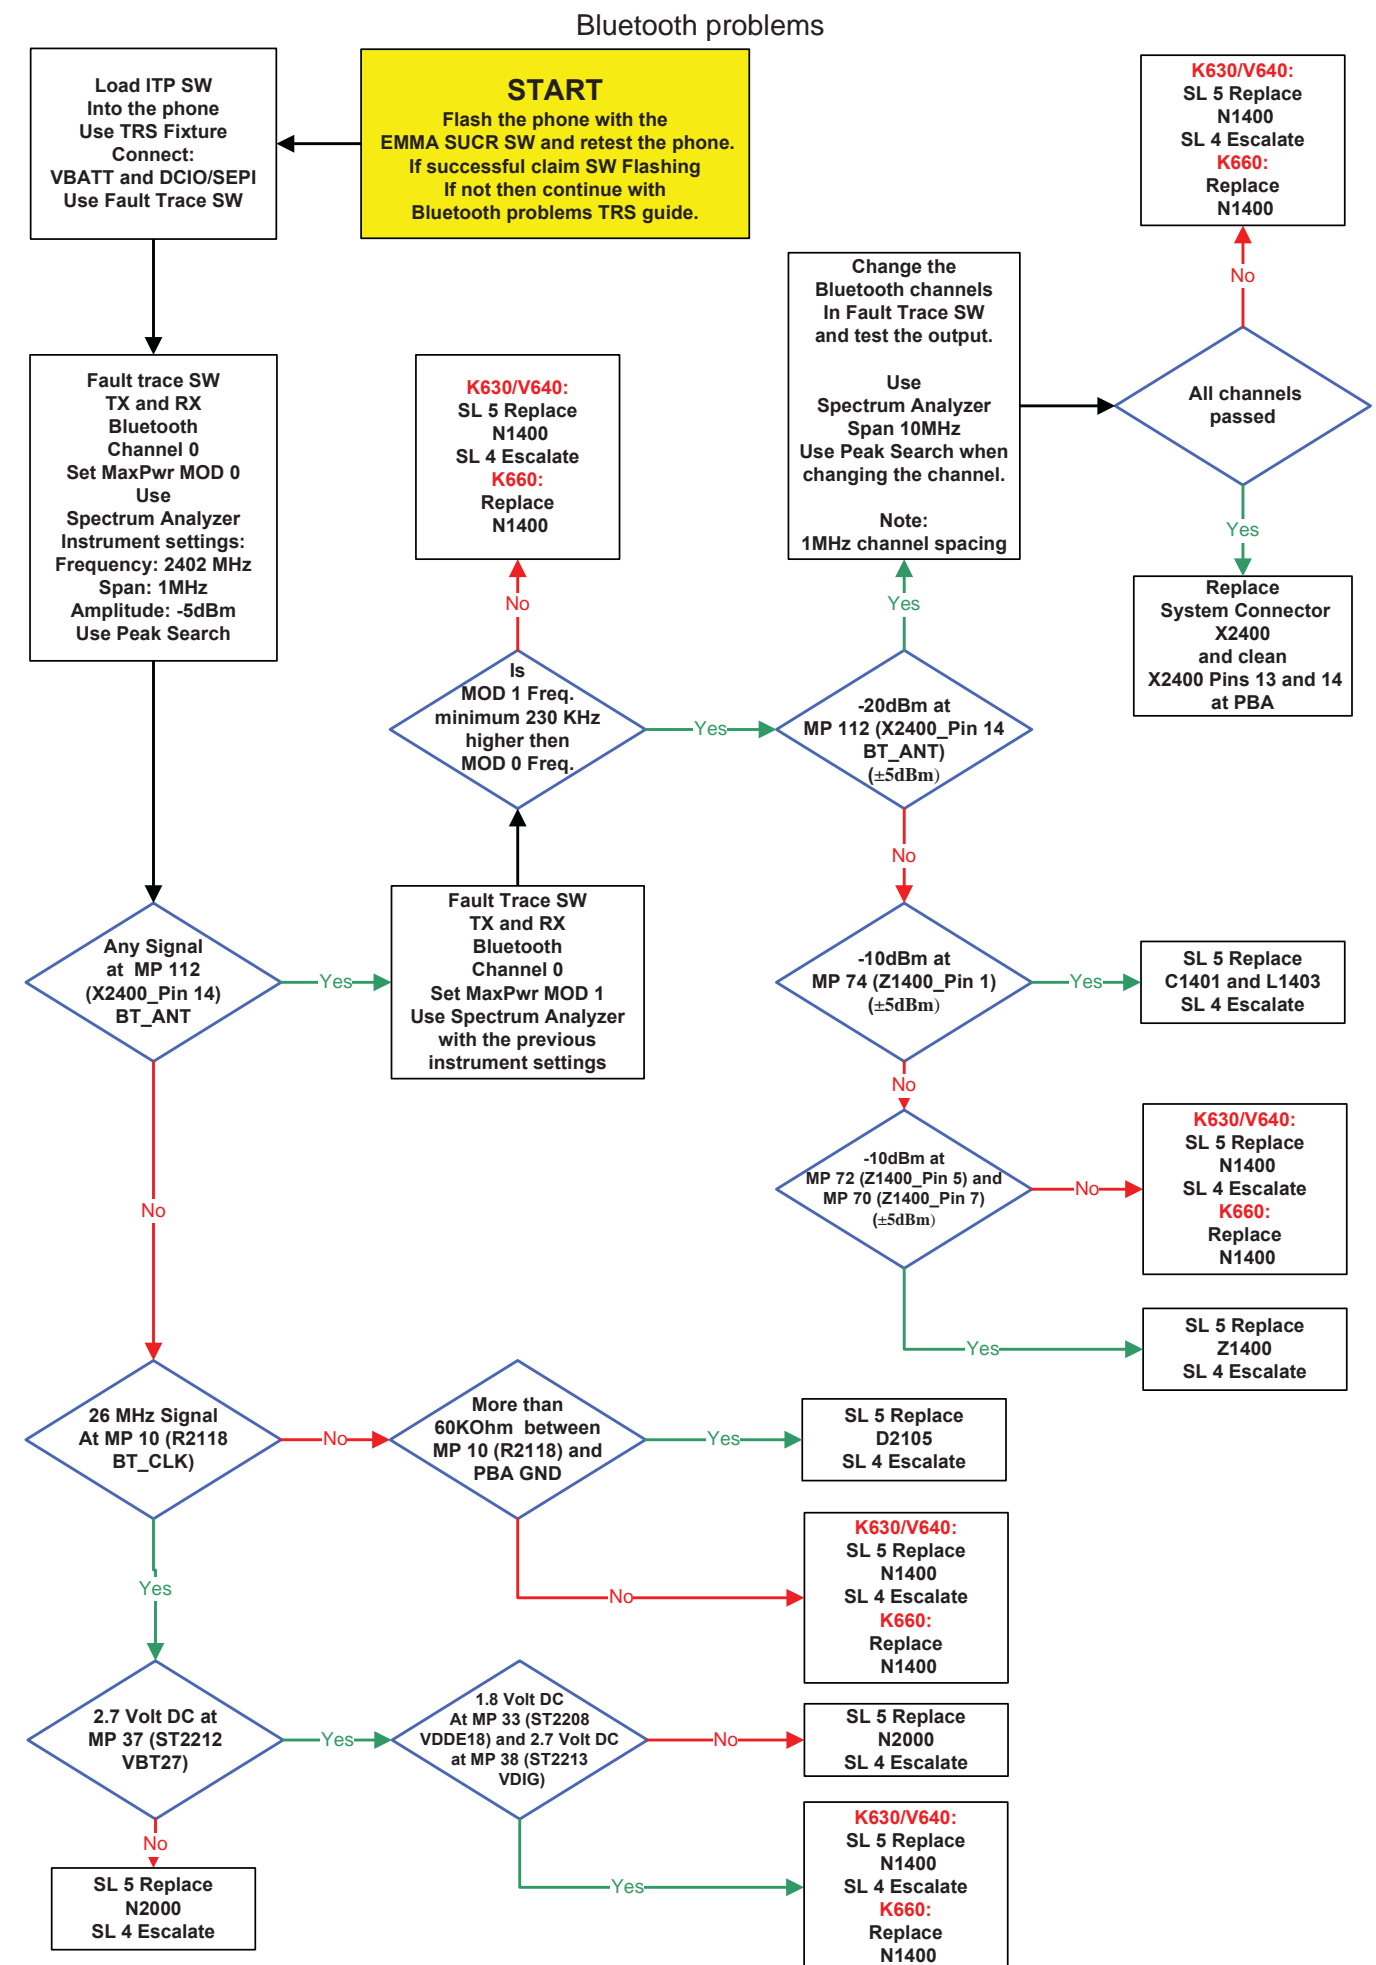 Bluetooth problems
START
Flash the phone with the
EMMA SUCR SW and retest the phone.
If successful claim SW Flashing
If not then continue with
Bluetooth problems TRS guide.
Load ITP SW
Into the phone
Use TRS Fixture
Connect:
VBATT and DCIO/SEPI
Use Fault Trace SW
Fault trace SW
TX and RX
Bluetooth
Channel 0
Set MaxPwr MOD 0
Use
Spectrum Analyzer
Instrument settings:
Frequency: 2402 MHz
Span: 1MHz
Amplitude: -5dBm
Use Peak Search
Any Signal
at MP 112
(X2400_Pin 14)
BT_ANT
Yes
No
Fault Trace SW
TX and RX
Bluetooth
Channel 0
Set MaxPwr MOD 1
Use Spectrum Analyzer
with the previous
instrument settings
Is
MOD 1 Freq.
minimum 230 KHz
higher then
MOD 0 Freq.
No
Yes
K630/V640:
SL 5 Replace
N1400
SL 4 Escalate
K660:
Replace
N1400
-20dBm at
MP 112 (X2400_Pin 14
BT_ANT)
(±5dBm)
Yes
No
Change the
Bluetooth channels
In Fault Trace SW
and test the output.
Use
Spectrum Analyzer
Span 10MHz
Use Peak Search when
changing the channel.
Note:
1MHz channel spacing
All channels
passed
No
Yes
K630/V640:
SL 5 Replace
N1400
SL 4 Escalate
K660:
Replace
N1400
Replace
System Connector
X2400
and clean
X2400 Pins 13 and 14
at PBA
-10dBm at
MP 74 (Z1400_Pin 1)
(±5dBm)
Yes
No
SL 5 Replace
C1401 and L1403
SL 4 Escalate
-10dBm at
MP 72 (Z1400_Pin 5) and
MP 70 (Z1400_Pin 7)
(±5dBm)
No
Yes
K630/V640:
SL 5 Replace
N1400
SL 4 Escalate
K660:
Replace
N1400
SL 5 Replace
Z1400
SL 4 Escalate
26 MHz Signal
At MP 10 (R2118
BT_CLK)
No
Yes
More than
60KOhm between
MP 10 (R2118) and
PBA GND
Yes
No
SL 5 Replace
D2105
SL 4 Escalate
K630/V640:
SL 5 Replace
N1400
SL 4 Escalate
K660:
Replace
N1400
2.7 Volt DC at
MP 37 (ST2212
VBT27)
Yes
No
SL 5 Replace
N2000
SL 4 Escalate
1.8 Volt DC
At MP 33 (ST2208
VDDE18) and 2.7 Volt DC
at MP 38 (ST2213
VDIG)
No
Yes
SL 5 Replace
N2000
SL 4 Escalate
K630/V640:
SL 5 Replace
N1400
SL 4 Escalate
K660:
Replace
N1400